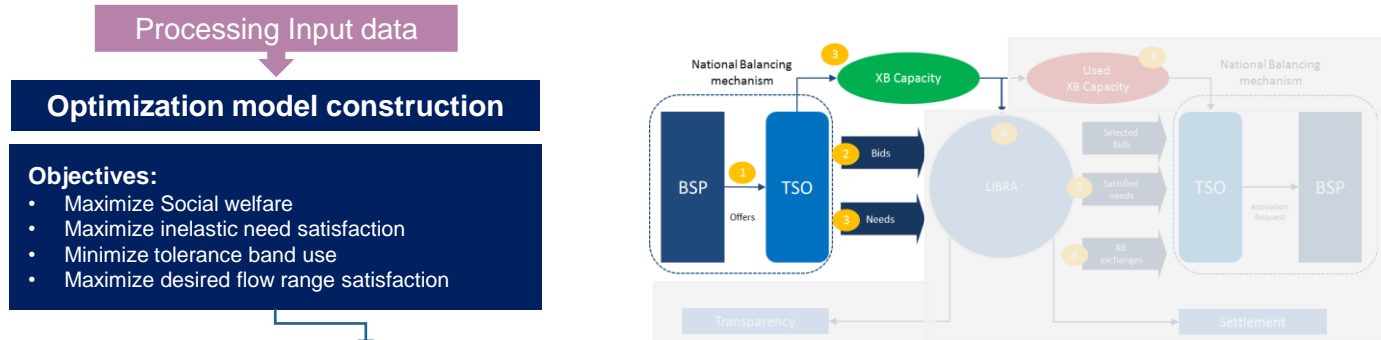 Processing Input data
Optimization model construction
Objectives:
• Maximize Social welfare
• Maximize inelastic need satisfaction
• Minimize tolerance band use
• Maximize desired flow range satisfaction
National Balancing
mechanism
3
XB Capacity
Used
XB Capacity
7
National Balancing
mechanism
BSP
1
Offers
TSO
2
Bids
3
Needs
4
LIBRA
Selected
Bids
5
Satisfied
needs
6
XB
exchanges
TSO
Activation
Request
BSP
Transparency
Settlement